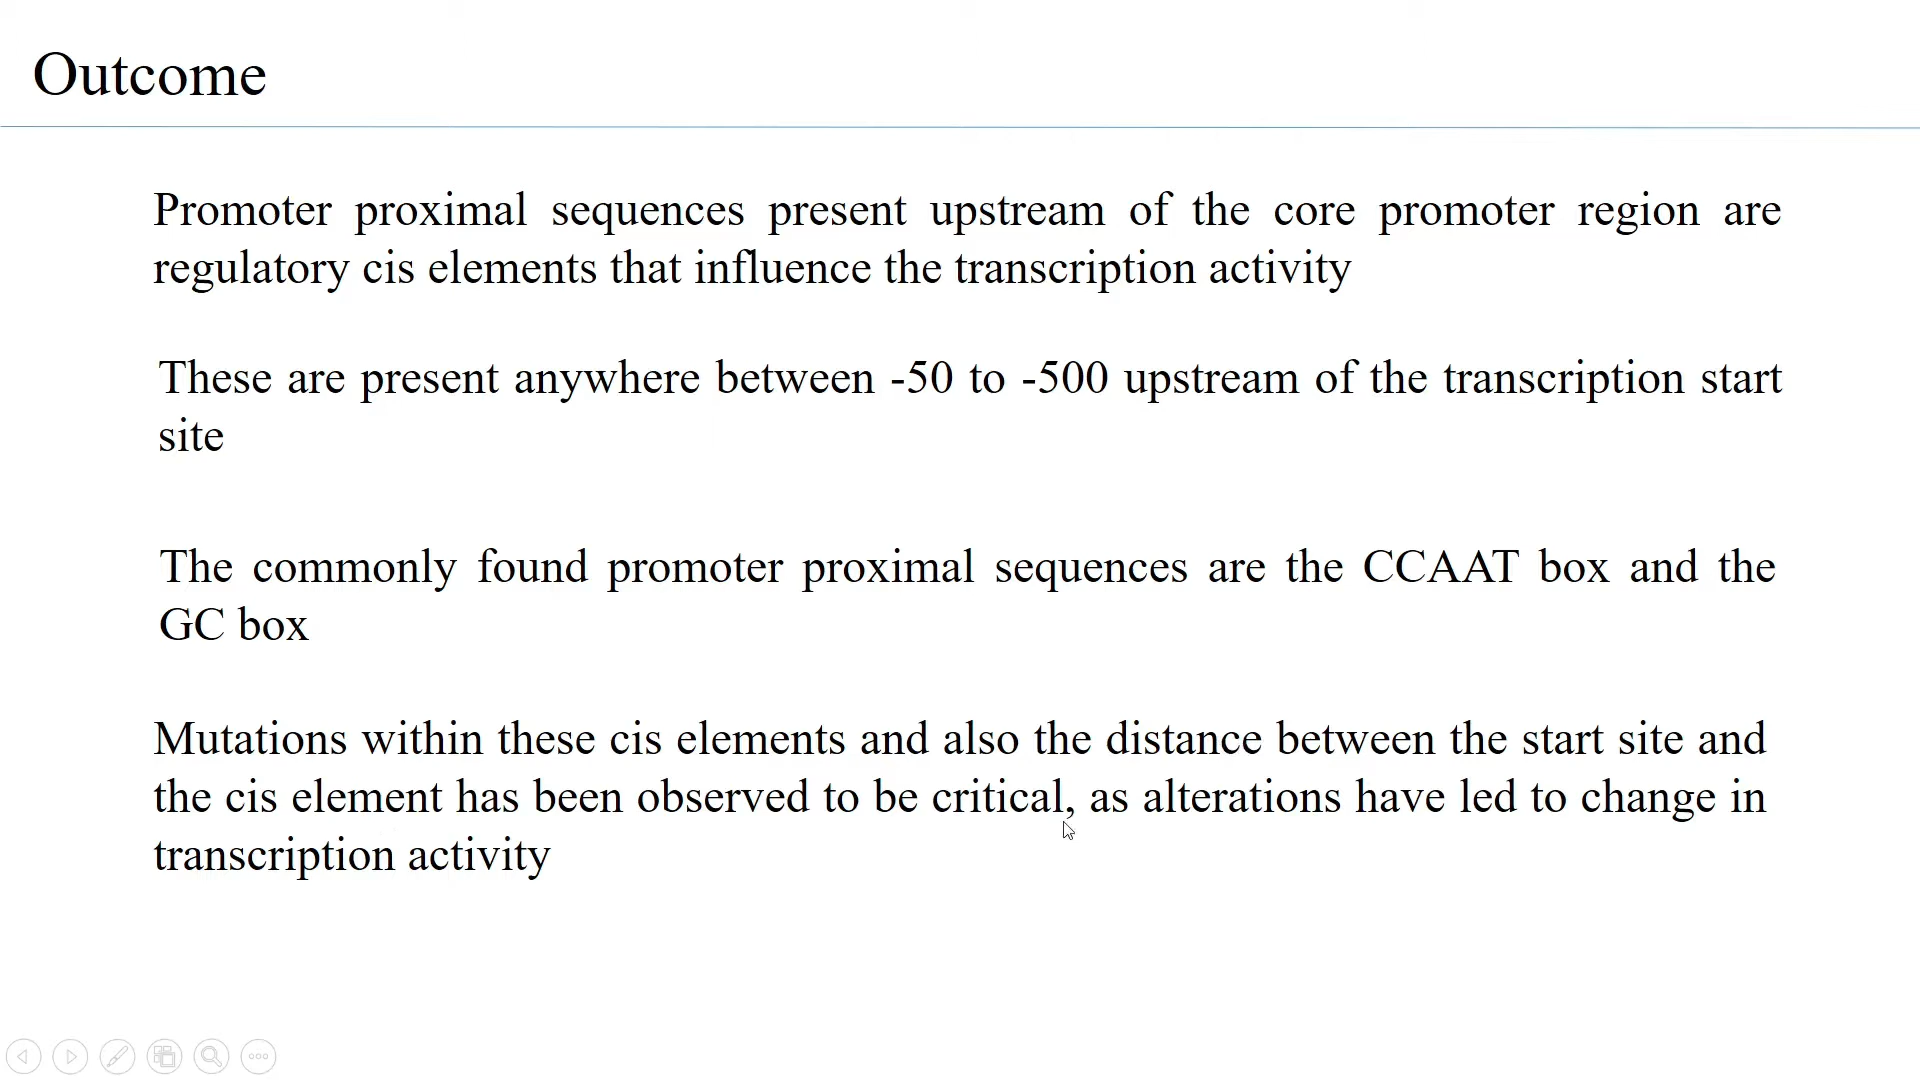 Outcome
Promoter proximal sequences present upstream of the core promoter region are
regulatory cis elements that influence the transcription activity
These are present anywhere between -50 to -500 upstream of the transcription start
site
The commonly found promoter proximal sequences are the CCAAT box and the
GC box
Mutations within these cis elements and also the distance between the start site and
the cis element has been observed to be critical, as alterations have led to change in
transcription activity